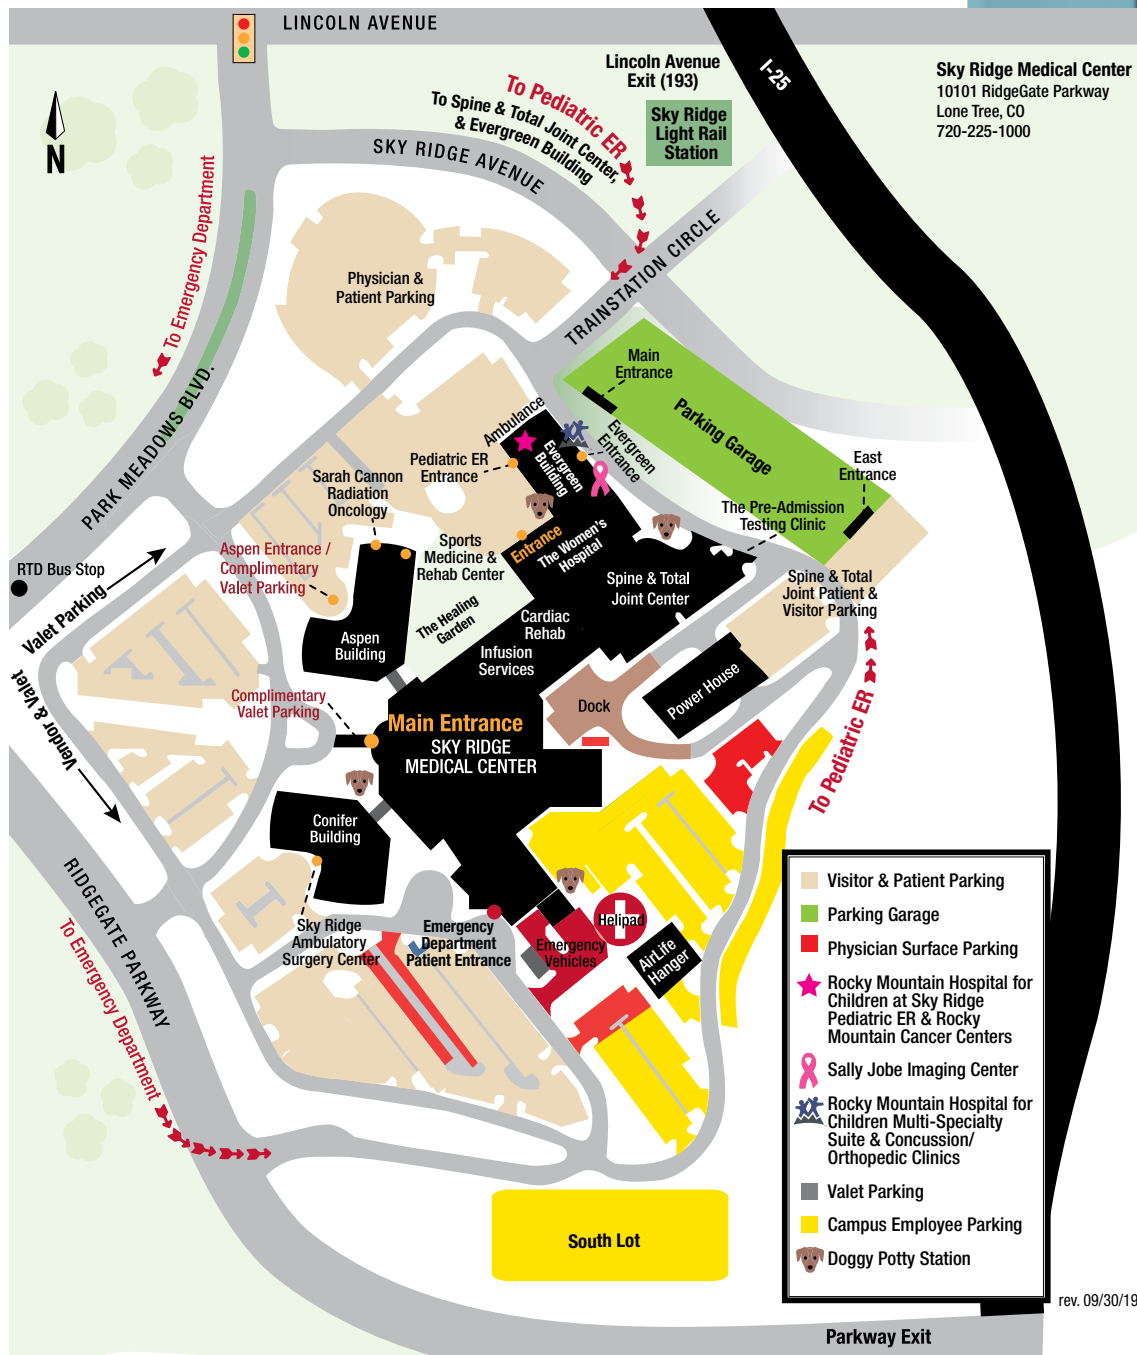 LINCOLN AVENUE
I-25
Lincoln Avenue
Exit (193)
Sky Ridge
Light Rail
Station
Sky Ridge Medical Center
10101 RidgeGate Parkway
Lone Tree, CO
720-225-1000
N
To Pediatric ER
To Spine & Total Joint Center,
& Evergreen Building
SKY RIDGE AVENUE
To Emergency Department
TRAINSTATION CIRCLE
Physician &
Patient Parking
PARK MEADOWS BLVD.
Main
Entrance
Parking Garage
East
Entrance
Ambulance
Evergreen
Building
Evergreen
Entrance
Pediatric ER
Entrance
Sarah Cannon
Radiation
Oncology
The Pre-Admission
Testing Clinic
Entrance
The Women's
Hospital
Sports
Medicine &
Rehab Center
Aspen Entrance /
Complimentary
Valet Parking
RTD Bus Stop
Valet Parking
Spine & Total
Joint Center
Spine & Total
Joint Patient &
Visitor Parking
The Healing
Garden
Cardiac
Rehab
Infusion
Services
Aspen
Building
Vendor & Valet
Complimentary
Valet Parking
Main Entrance
SKY RIDGE
MEDICAL CENTER
Dock
Power House
To Pediatric ER
Conifer
Building
RIDGEGATE PARKWAY
To Emergency Department
Sky Ridge
Ambulatory
Surgery Center
Emergency
Department
Patient Entrance
Emergency
Vehicles
Helipad
AirLife
Hanger
Visitor & Patient Parking
Parking Garage
Physician Surface Parking
Rocky Mountain Hospital for
Children at Sky Ridge
Pediatric ER & Rocky
Mountain Cancer Centers
Sally Jobe Imaging Center
Rocky Mountain Hospital for
Children Multi-Specialty
Suite & Concussion/
Orthopedic Clinics
Valet Parking
Campus Employee Parking
Doggy Potty Station
South Lot
rev. 09/30/19
Parkway Exit